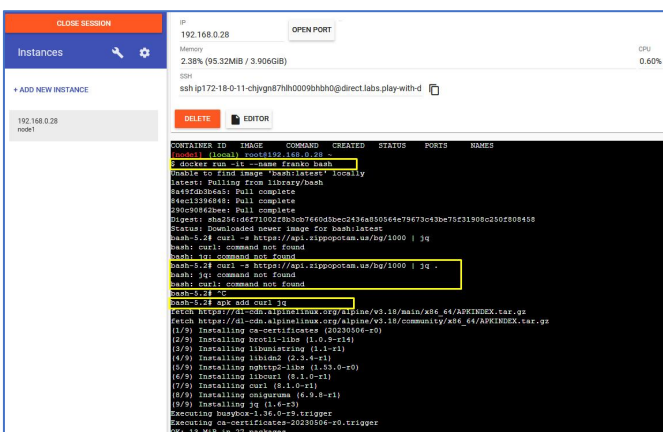 CLOSE SESSION
Instances
+ ADD NEW INSTANCE
192.168.0.28
node1
IP
192.168.0.28
OPEN PORT
Memory
2.38% (95.32MiB / 3.906GiB)
CPU
0.60%
SSH
ssh ip172-18-0-11-chjvgn87hlh0009bhbh0@direct.labs.play-with-d
DELETE
EDITOR
CONTAINER ID IMAGE COMMAND CREATED STATUS PORTS NAMES
[node1] (local) root@192.168.0.28 ~
$ docker run -it --name franko bash
Unable to find image 'bash:latest' locally
latest: Pulling from library/bash
8a49fdb3b6a5: Pull complete
84ec13396848: Pull complete
290c90862bee: Pull complete
Digest: sha256:d6f71002f8b3cb7660d5bec2436a850564e79673c43be75f31908c250f808458
Status: Downloaded newer image for bash:latest
bash-5.2# curl -s https://api.zippopotam.us/bg/1000 | jq
bash: curl: command not found
bash: jq: command not found
bash-5.2# curl -s https://api.zippopotam.us/bg/1000 | jq .
bash: jq: command not found
bash: curl: command not found
bash-5.2# ^C
bash-5.2# apk add curl jq
fetch https://dl-cdn.alpinelinux.org/alpine/v3.18/main/x86_64/APKINDEX.tar.gz
fetch https://dl-cdn.alpinelinux.org/alpine/v3.18/community/x86_64/APKINDEX.tar.gz
(1/9) Installing ca-certificates (20230506-r0)
(2/9) Installing brotli-libs (1.0.9-r14)
(3/9) Installing libunistring (1.1-r1)
(4/9) Installing libidn2 (2.3.4-r1)
(5/9) Installing nghttp2-libs (1.53.0-r0)
(6/9) Installing libcurl (8.1.0-r1)
(7/9) Installing curl (8.1.0-r1)
(8/9) Installing oniguruma (6.9.8-r1)
(9/9) Installing jq (1.6-r3)
Executing busybox-1.36.0-r9.trigger
Executing ca-certificates-20230506-r0.trigger
OK: 13 MiB in 27 packages